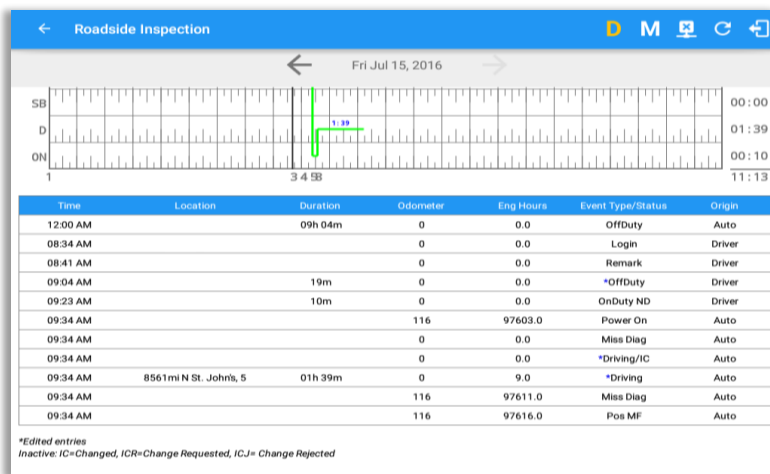 Roadside Inspection D M
Fri Jul 15, 2016
SB 00:00
D 1:39 01:39
ON 00:10
1 3 4 5 8 11:13
Time Location Duration Odometer Eng Hours Event Type/Status Origin
12:00 AM 09h 04m 0 0.0 OffDuty Auto
08:34 AM 0 0.0 Login Driver
08:41 AM 0 0.0 Remark Driver
09:04 AM 19m 0 0.0 *OffDuty Driver
09:23 AM 10m 0 0.0 OnDuty ND Driver
09:34 AM 116 97603.0 Power On Auto
09:34 AM 0 0.0 Miss Diag Auto
09:34 AM 0 0.0 *Driving/IC Auto
09:34 AM 8561mi N St. John's, 5 01h 39m 0 9.0 *Driving Auto
09:34 AM 116 97611.0 Miss Diag Auto
09:34 AM 116 97616.0 Pos MF Auto
*Edited entries
Inactive: IC=Changed, ICR=Change Requested, ICJ= Change Rejected